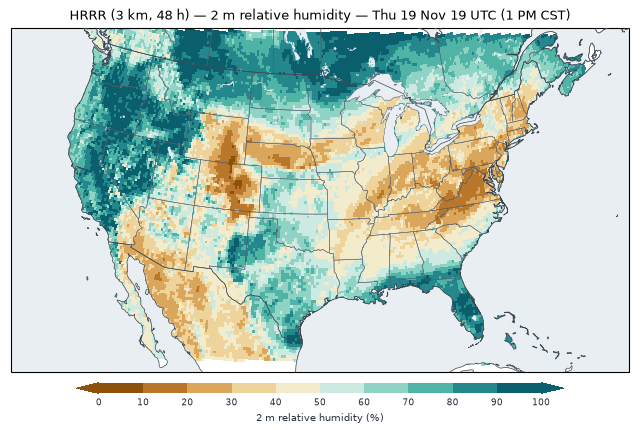 HRRR (3 km, 48 h) — 2 m relative humidity — Thu 19 Nov 19 UTC (1 PM CST)
0 10 20 30 40 50 60 70 80 90 100
2 m relative humidity (%)